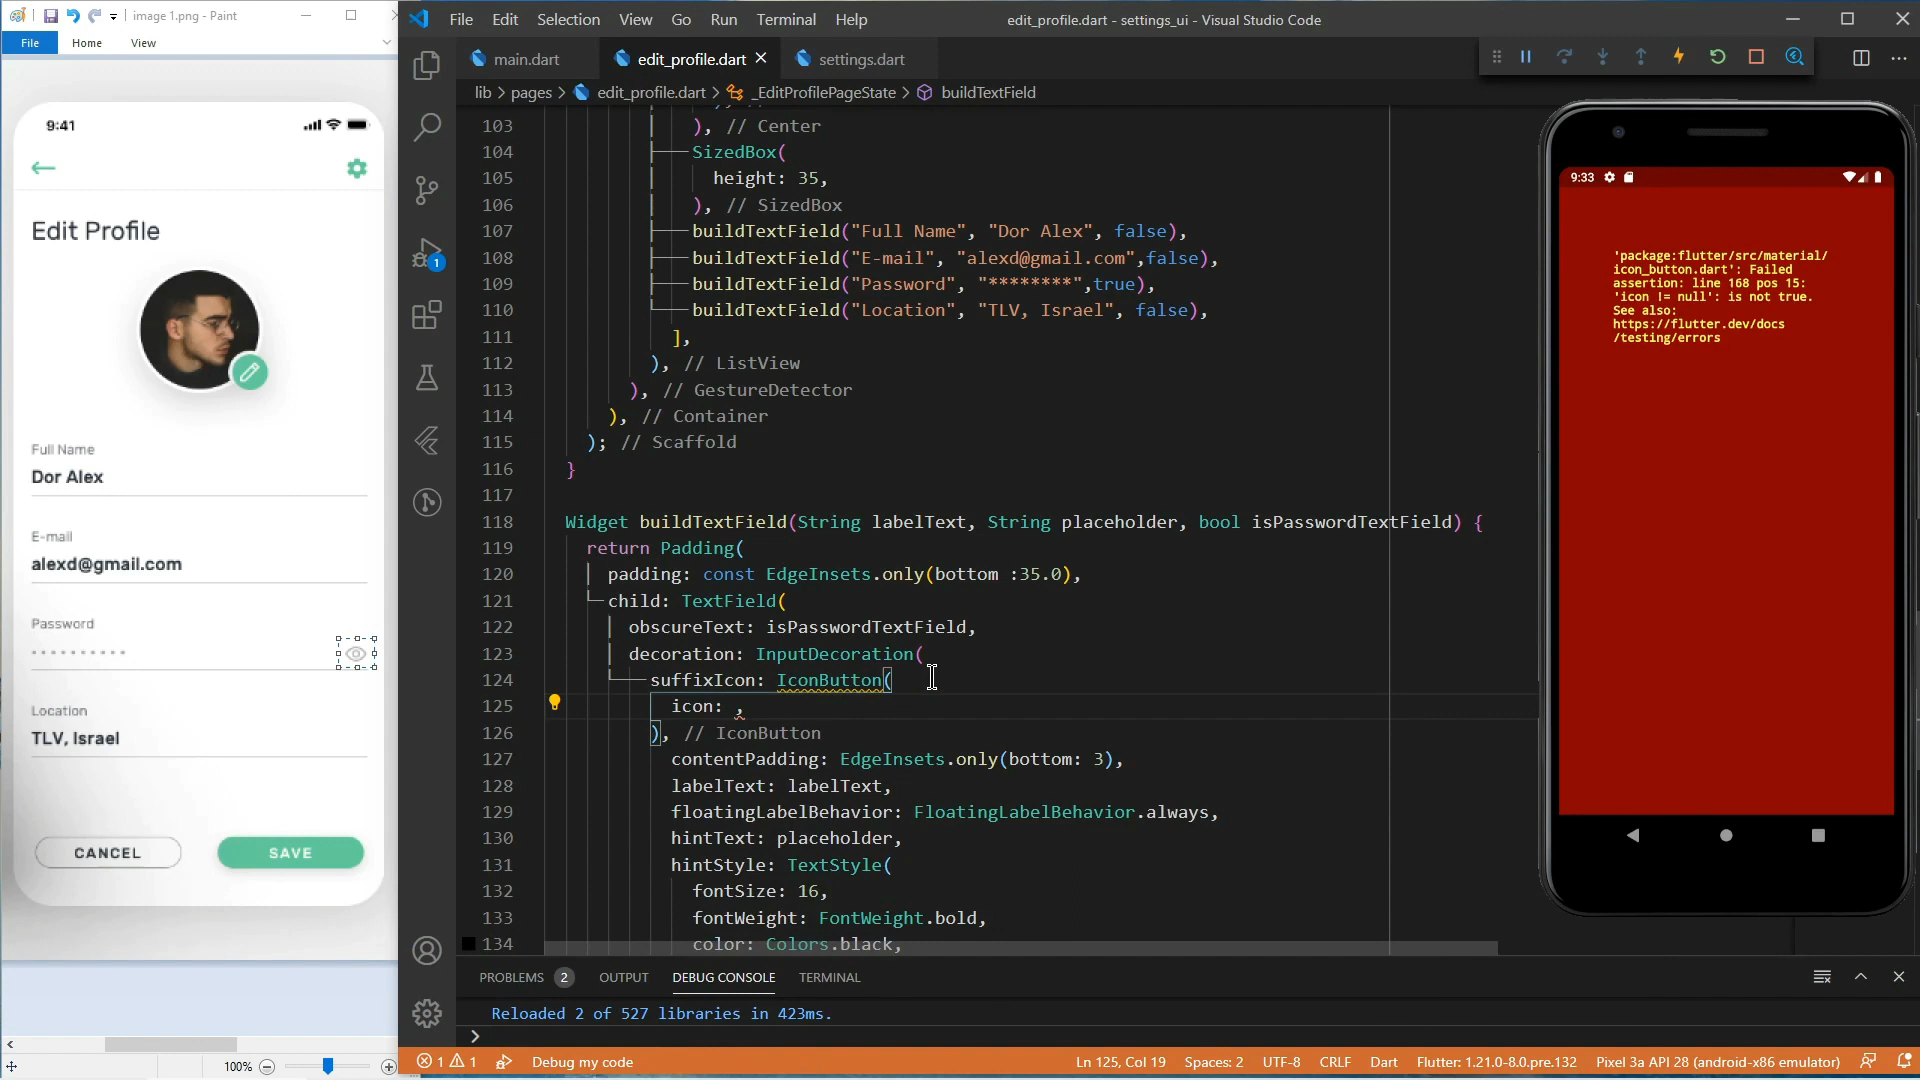 image 1.png - Paint
File Home View
9:41
Edit Profile
Full Name
Dor Alex
E-mail
alexd@gmail.com
Password
Location
TLV, Israel
CANCEL SAVE
100%
File Edit Selection View Go Run Terminal Help
edit_profile.dart - settings_ui - Visual Studio Code
main.dart edit_profile.dart settings.dart
lib > pages > edit_profile.dart > _EditProfilePageState > buildTextField
103 ), // Center
104 SizedBox(
105 height: 35,
106 ), // SizedBox
107 buildTextField("Full Name", "Dor Alex", false),
108 buildTextField("E-mail", "alexd@gmail.com",false),
109 buildTextField("Password", "********",true),
110 buildTextField("Location", "TLV, Israel", false),
111 ],
112 ), // ListView
113 ), // GestureDetector
114 ), // Container
115 ); // Scaffold
116 }
117
118 Widget buildTextField(String labelText, String placeholder, bool isPasswordTextField) {
119 return Padding(
120 padding: const EdgeInsets.only(bottom :35.0),
121 child: TextField(
122 obscureText: isPasswordTextField,
123 decoration: InputDecoration(
124 suffixIcon: IconButton(
125 icon: ,
126 ), // IconButton
127 contentPadding: EdgeInsets.only(bottom: 3),
128 labelText: labelText,
129 floatingLabelBehavior: FloatingLabelBehavior.always,
130 hintText: placeholder,
131 hintStyle: TextStyle(
132 fontSize: 16,
133 fontWeight: FontWeight.bold,
134 color: Colors.black,
1
PROBLEMS 2 OUTPUT DEBUG CONSOLE TERMINAL
Reloaded 2 of 527 libraries in 423ms.
>
1 1 Debug my code
Ln 125, Col 19 Spaces: 2 UTF-8 CRLF Dart Flutter: 1.21.0-8.0.pre.132 Pixel 3a API 28 (android-x86 emulator)
9:33
'package:flutter/src/material/
icon_button.dart': Failed
assertion: line 168 pos 15:
'icon != null': is not true.
See also:
https://flutter.dev/docs
/testing/errors